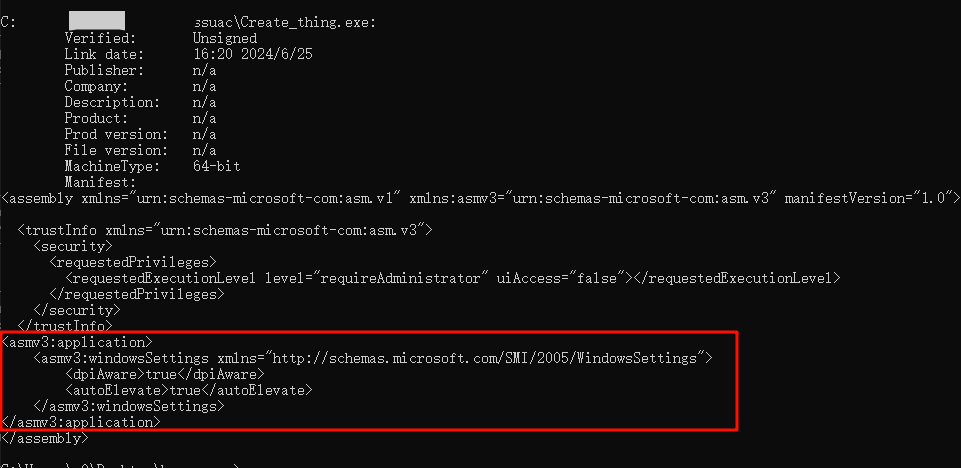 C: ssuac\Create_thing.exe:
Verified: Unsigned
Link date: 16:20 2024/6/25
Publisher: n/a
Company: n/a
Description: n/a
Product: n/a
Prod version: n/a
File version: n/a
MachineType: 64-bit
Manifest:
<assembly xmlns="urn:schemas-microsoft-com:asm.v1" xmlns:asmv3="urn:schemas-microsoft-com:asm.v3" manifestVersion="1.0">
<trustInfo xmlns="urn:schemas-microsoft-com:asm.v3">
<security>
<requestedPrivileges>
<requestedExecutionLevel level="requireAdministrator" uiAccess="false"></requestedExecutionLevel>
</requestedPrivileges>
</security>
</trustInfo>
<asmv3:application>
<asmv3:windowsSettings xmlns="http://schemas.microsoft.com/SMI/2005/WindowsSettings">
<dpiAware>true</dpiAware>
<autoElevate>true</autoElevate>
</asmv3:windowsSettings>
</asmv3:application>
</assembly>